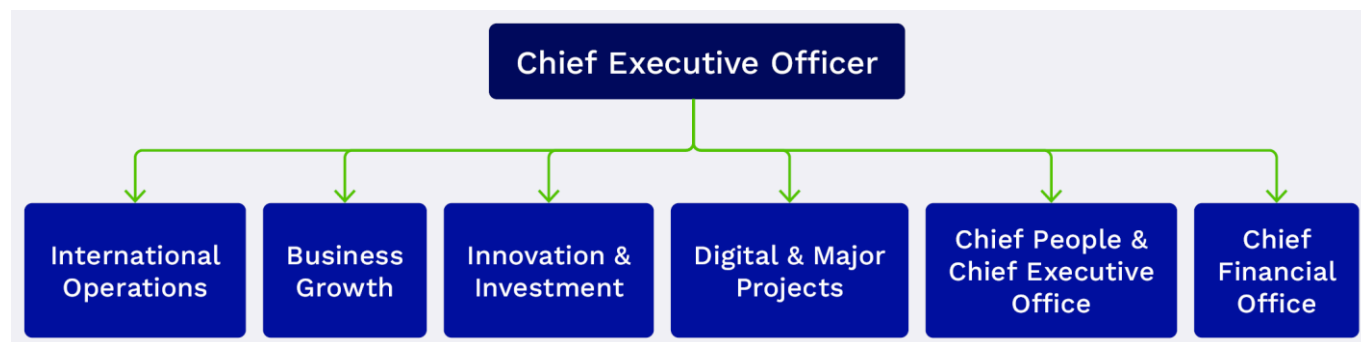 Chief Executive Officer
International
Operations
Business
Growth
Innovation &
Investment
Digital & Major
Projects
Chief People &
Chief Executive
Office
Chief
Financial
Office